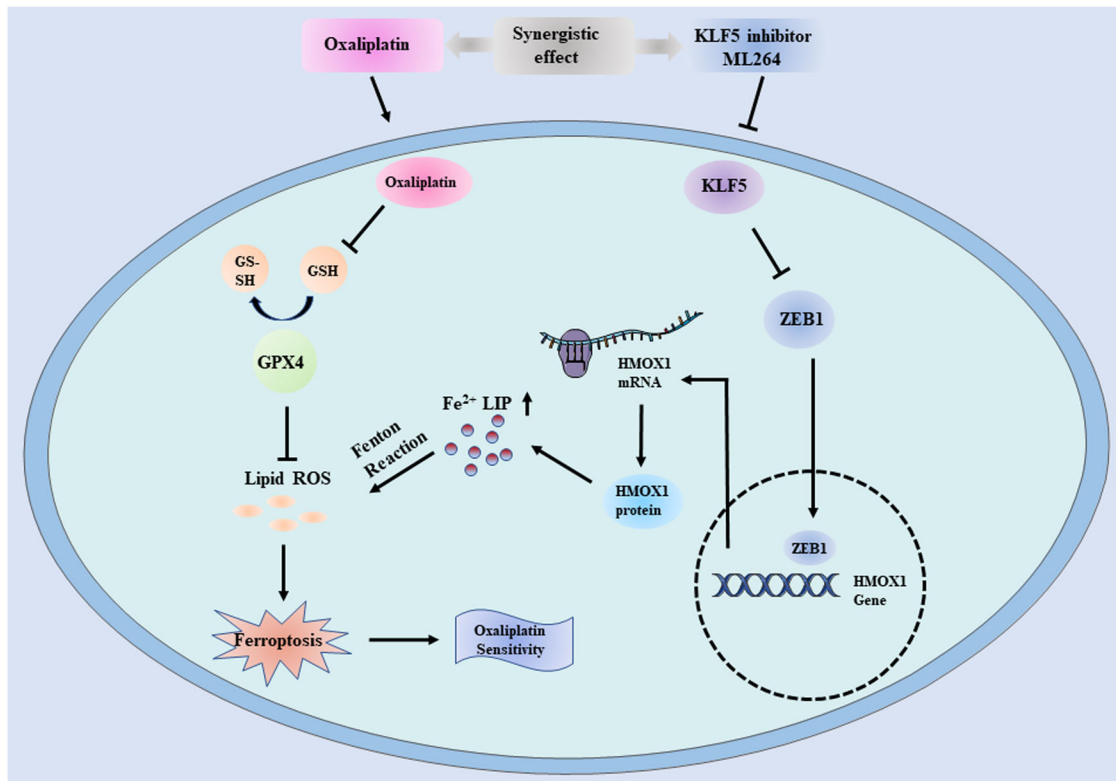 Oxaliplatin
Synergistic
effect
KLF5 inhibitor
ML264
Oxaliplatin
KLF5
GS-
SH
GSH
ZEB1
GPX4
HMOX1
mRNA
Fe²⁺ LIP
Fenton
Reaction
Lipid ROS
HMOX1
protein
ZEB1
HMOX1
Gene
Ferroptosis
Oxaliplatin
Sensitivity